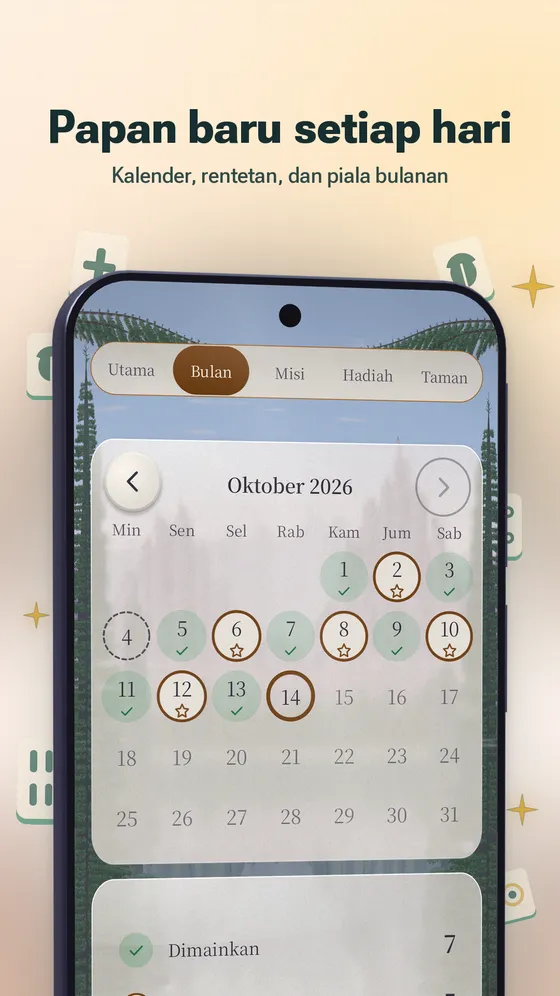 Papan baru setiap hari
Kalender, rentetan, dan piala bulanan
Utama Bulan Misi Hadiah Taman
Oktober 2026
Min Sen Sel Rab Kam Jum Sab
1 2 3
4 5 6 7 8 9 10
11 12 13 14 15 16 17
18 19 20 21 22 23 24
25 26 27 28 29 30 31
Dimainkan 7